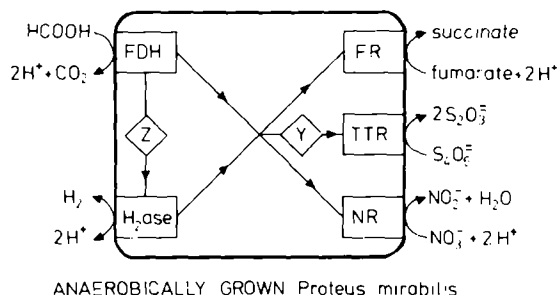 HCOOH
2H⁺+CO₂
FDH
Z
H₂
2H⁺
H₂ase
Y
FR
succinate
fumarate+2H⁺
TTR
2S₂O₃⁼
S₄O₆⁼
NR
NO₂⁻ + H₂O
NO₃⁻ + 2H⁺
ANAEROBICALLY GROWN Proteus mirabilis